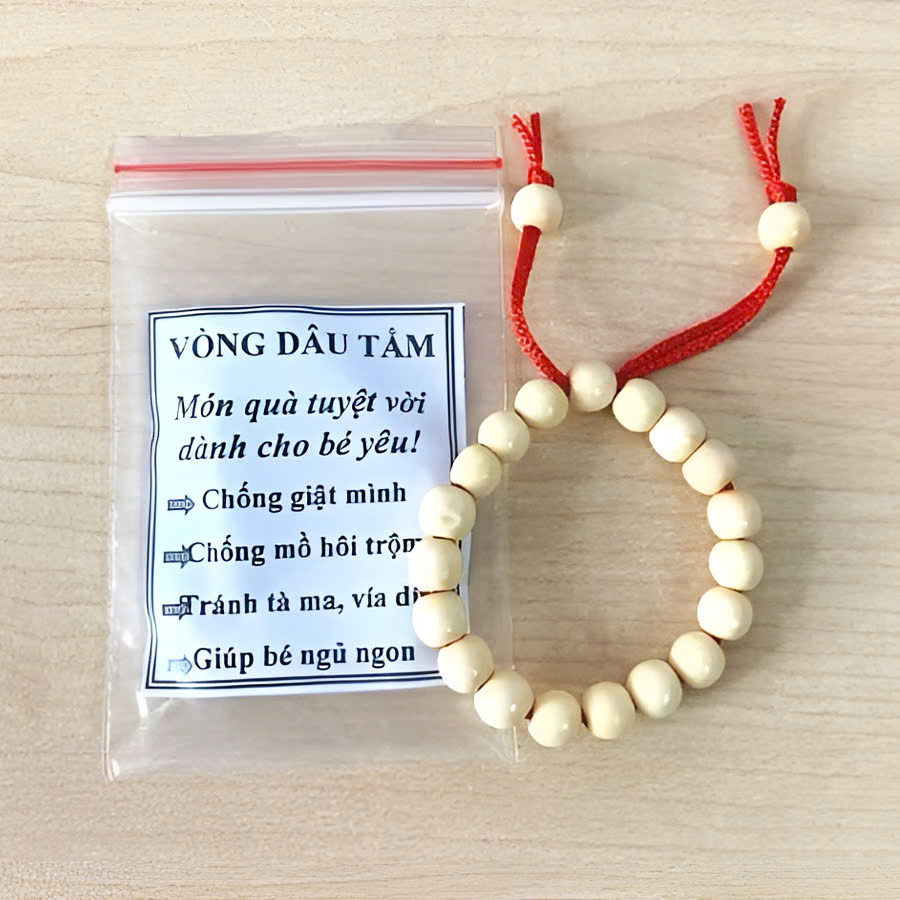 VÒNG DÂU TẰM
Món quà tuyệt vời
dành cho bé yêu!
Chống giật mình
Chống mồ hôi
Tránh tà ma, vía
Giúp bé ngủ ngon